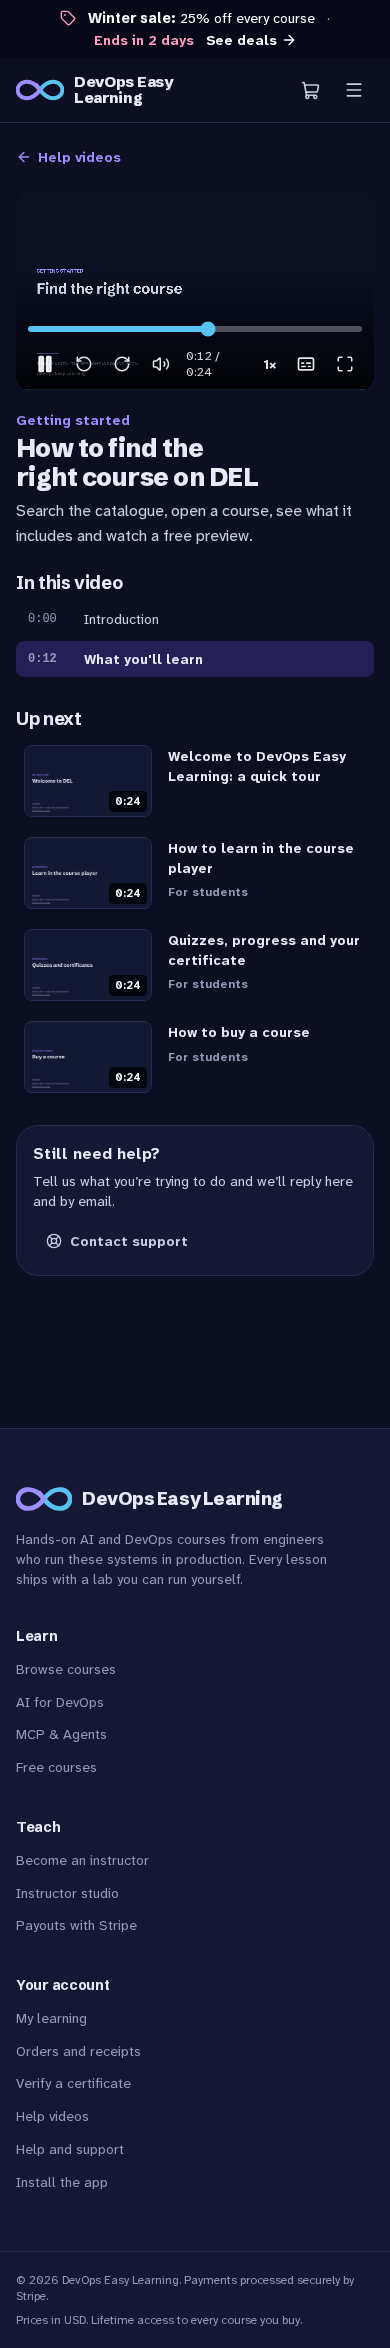 Winter sale: 25% off every course ·
Ends in 2 days See deals →
DevOps Easy
Learning
← Help videos
GETTING STARTED
Find the right course
0:12 /
0:24
1×
Getting started
How to find the
right course on DEL
Search the catalogue, open a course, see what it
includes and watch a free preview.
In this video
0:00 Introduction
0:12 What you'll learn
Up next
Welcome to DEL
0:24
Welcome to DevOps Easy
Learning: a quick tour
Learn in the course player
0:24
How to learn in the course
player
For students
Quizzes and certificates
0:24
Quizzes, progress and your
certificate
For students
Buy a course
0:24
How to buy a course
For students
Still need help?
Tell us what you're trying to do and we'll reply here
and by email.
Contact support
DevOps Easy Learning
Hands-on AI and DevOps courses from engineers
who run these systems in production. Every lesson
ships with a lab you can run yourself.
Learn
Browse courses
AI for DevOps
MCP & Agents
Free courses
Teach
Become an instructor
Instructor studio
Payouts with Stripe
Your account
My learning
Orders and receipts
Verify a certificate
Help videos
Help and support
Install the app
© 2026 DevOps Easy Learning. Payments processed securely by
Stripe.
Prices in USD. Lifetime access to every course you buy.